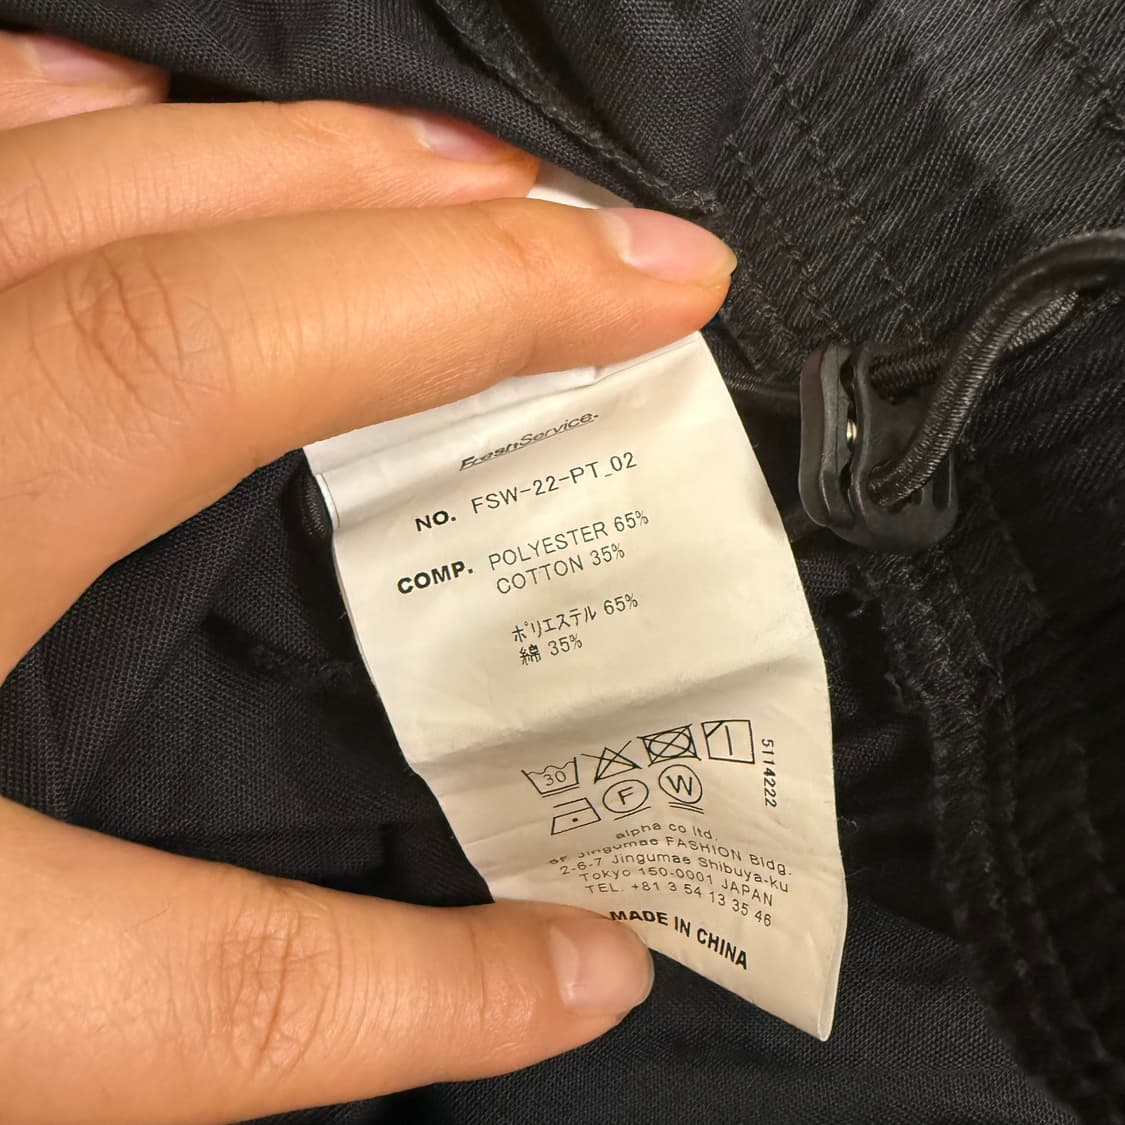 FreshService.
NO. FSW-22-PT_02
COMP. POLYESTER 65%
COTTON 35%
ポリエステル 65%
綿 35%
30
F W
5114222
alpha co ltd.
6F Jingumae FASHION Bldg.
2-6-7 Jingumae Shibuya-ku
Tokyo 150-0001 JAPAN
TEL. +81 3 54 13 35 46
MADE IN CHINA